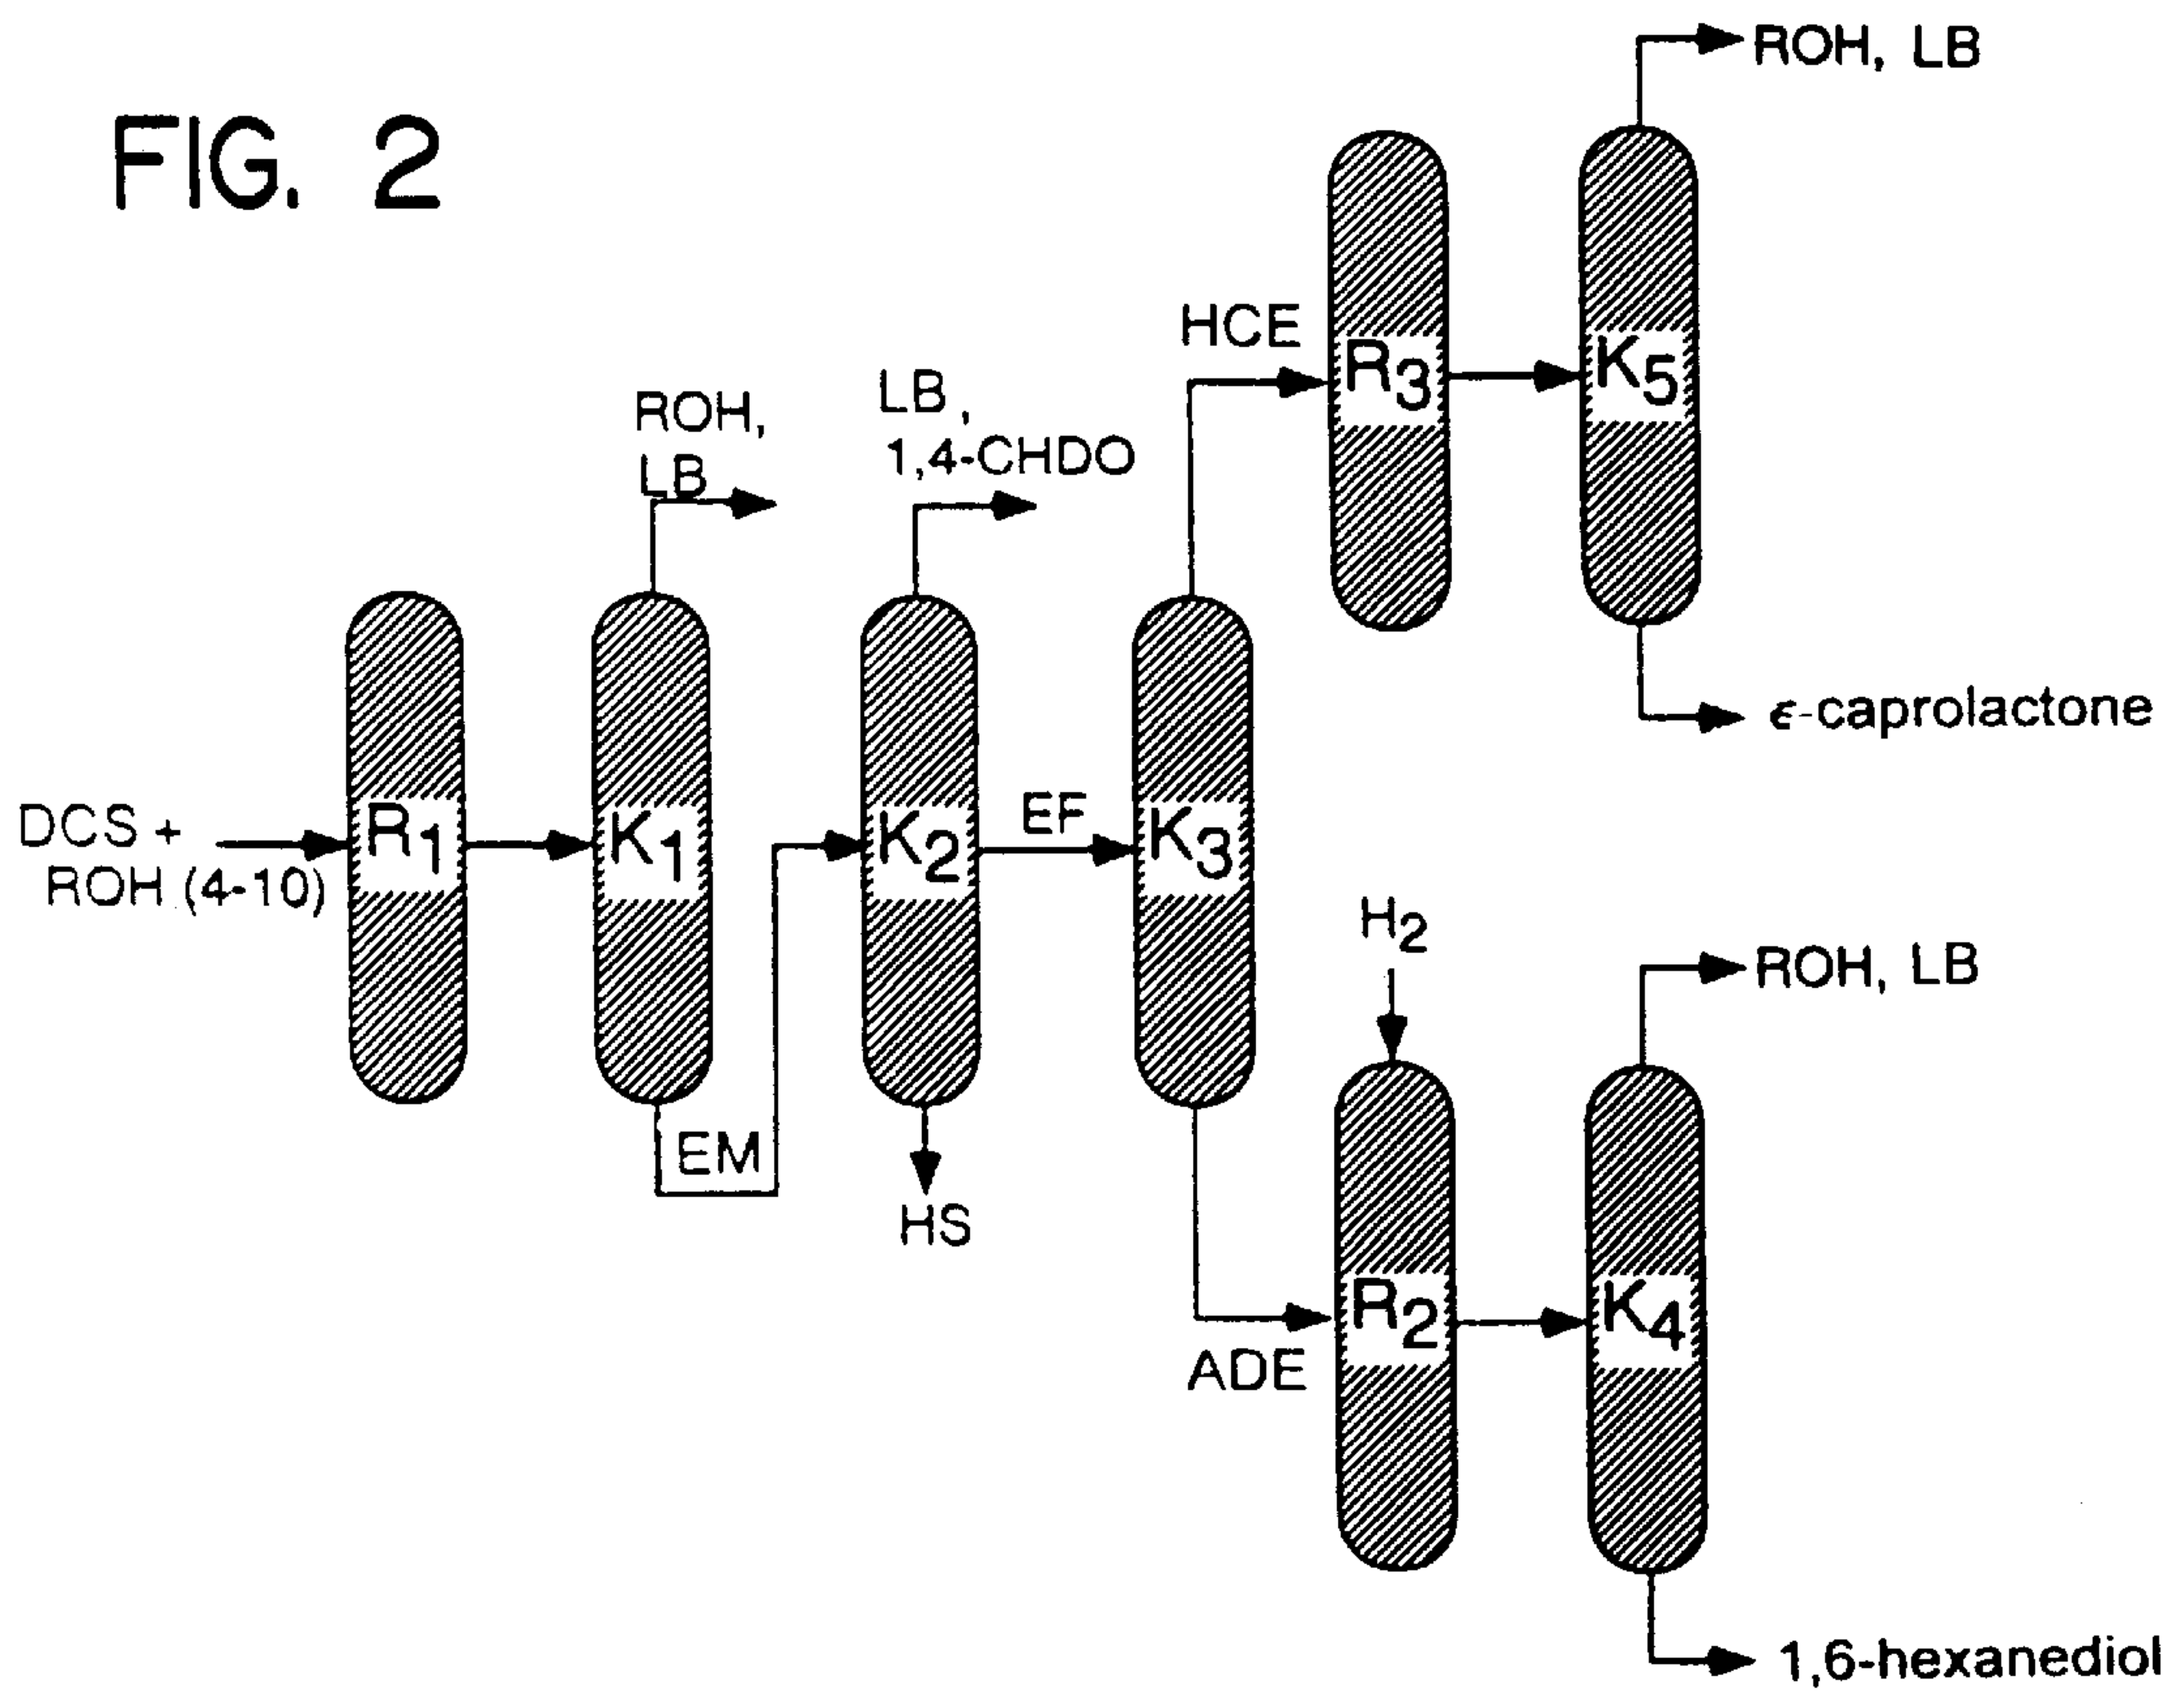 FIG. 2
ROH, LB
HCE
R3
K5
ROH,
LB
LB,
1,4-CHDO
ε-caprolactone
DCS +
ROH (4-10)
R1
K1
K2
EF
K3
H2
ROH, LB
EM
HS
R2
K4
ADE
1,6-hexanediol